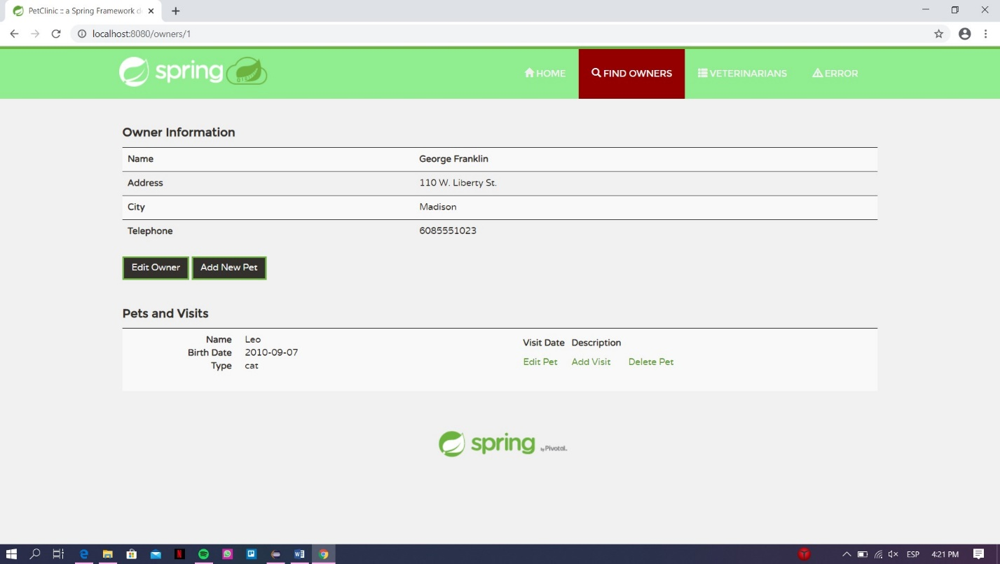 PetClinic :: a Spring Framework d
localhost:8080/owners/1
spring
HOME FIND OWNERS VETERINARIANS ERROR
Owner Information
Name George Franklin
Address 110 W. Liberty St.
City Madison
Telephone 6085551023
Edit Owner Add New Pet
Pets and Visits
Name Leo
Birth Date 2010-09-07
Type cat
Visit Date Description
Edit Pet Add Visit Delete Pet
spring by Pivotal.
ESP 4:21 PM